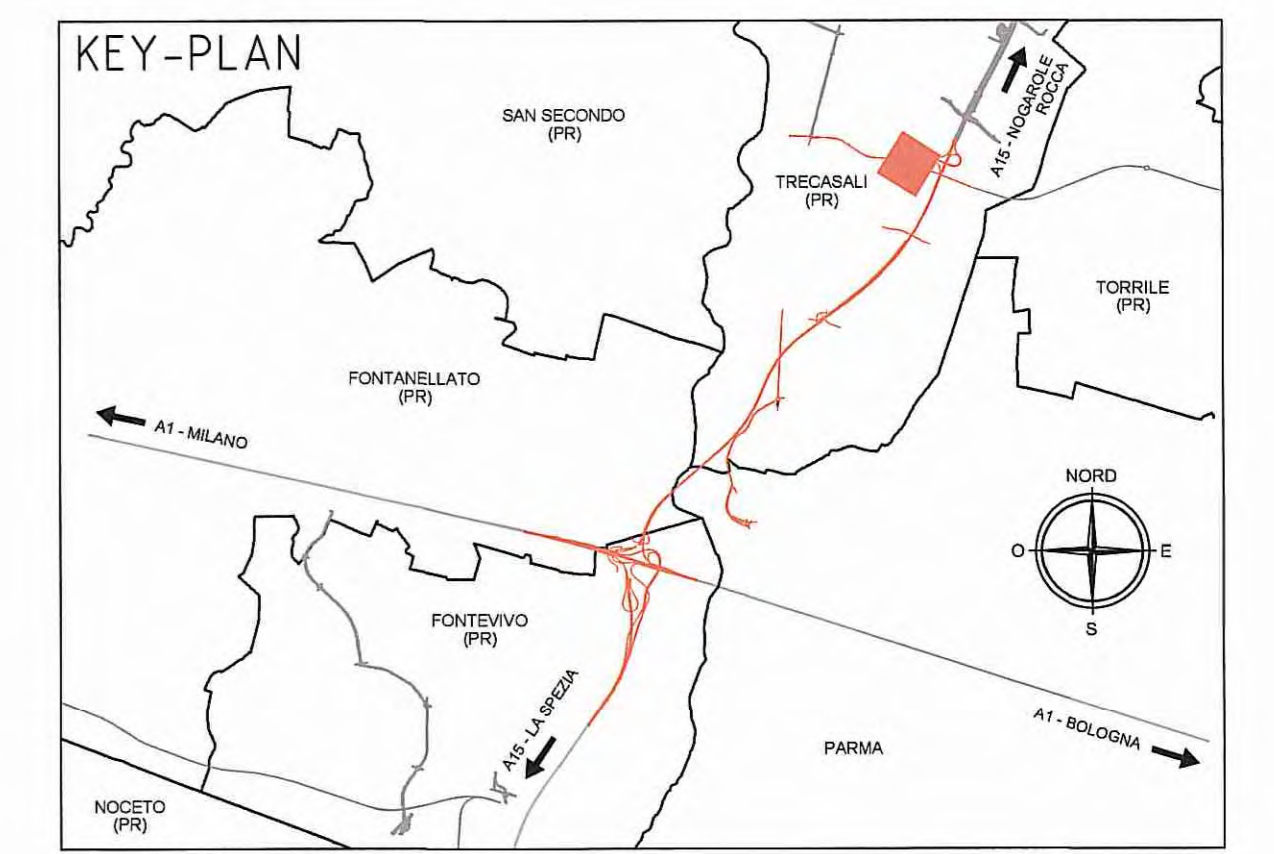 KEY-PLAN
SAN SECONDO
(PR)
A15 - NOGAROLE
ROCCA
TRECASALI
(PR)
TORRILE
(PR)
FONTANELLATO
(PR)
A1 - MILANO
NORD
O
E
S
FONTEVIVO
(PR)
A15 - LA SPEZIA
A1 - BOLOGNA
PARMA
NOCETO
(PR)